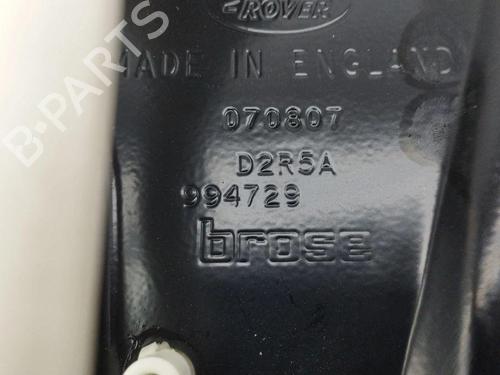 ROVER
MADE IN ENGLAND
070807
D2R5A
994729
brose
B-PARTS